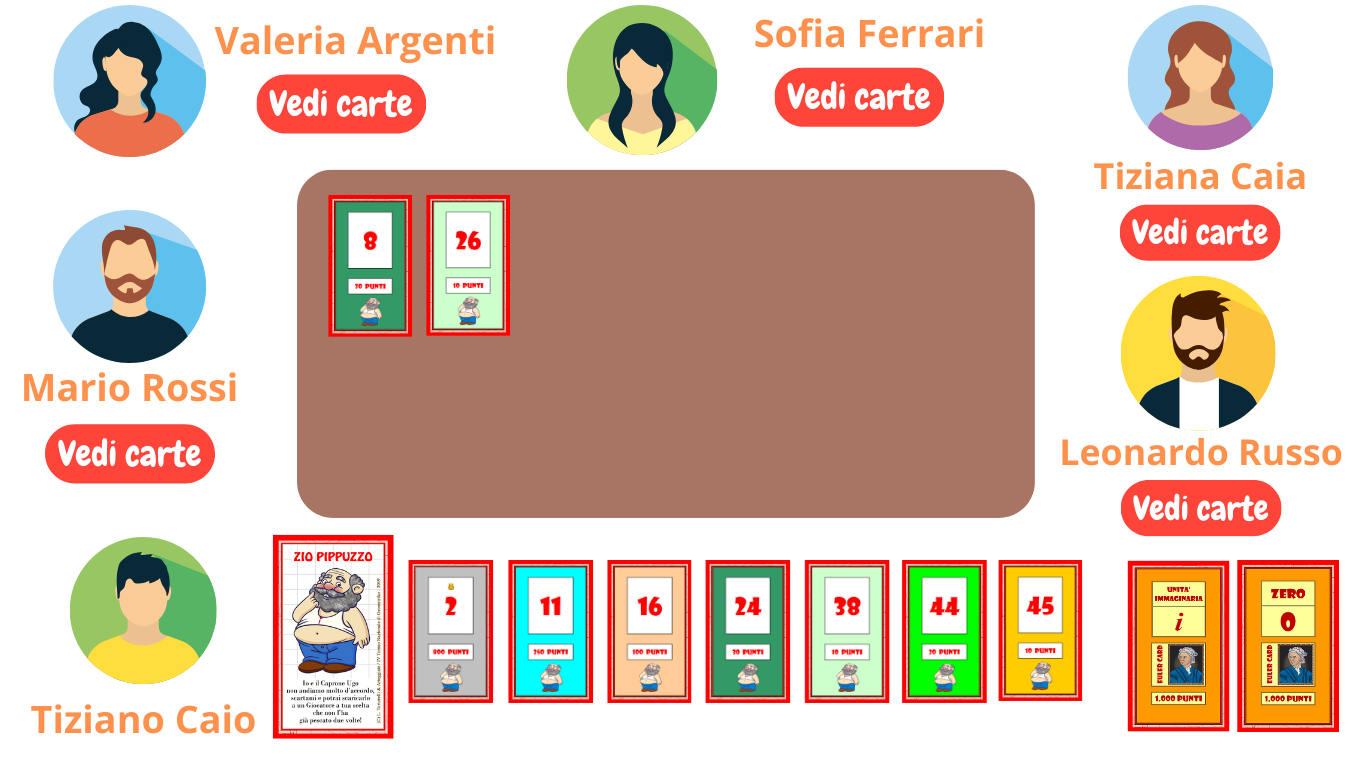 Valeria Argenti
Vedi carte
Sofia Ferrari
Vedi carte
Tiziana Caia
Vedi carte
Mario Rossi
Vedi carte
Leonardo Russo
Vedi carte
8
30 PUNTI
26
10 PUNTI
Tiziano Caio
ZIO PIPPUZZO
Io e il Caprone Ugo
non andiamo molto d'accordo,
scartami e potrai scaricarlo
a un Giocatore a tua scelta
che non l'ha
già pescato due volte!
2
800 PUNTI
11
250 PUNTI
16
100 PUNTI
24
20 PUNTI
38
10 PUNTI
44
20 PUNTI
45
10 PUNTI
UNITA'
IMMAGINARIA
i
EULER CARD
1.000 PUNTI
ZERO
0
EULER CARD
1.000 PUNTI